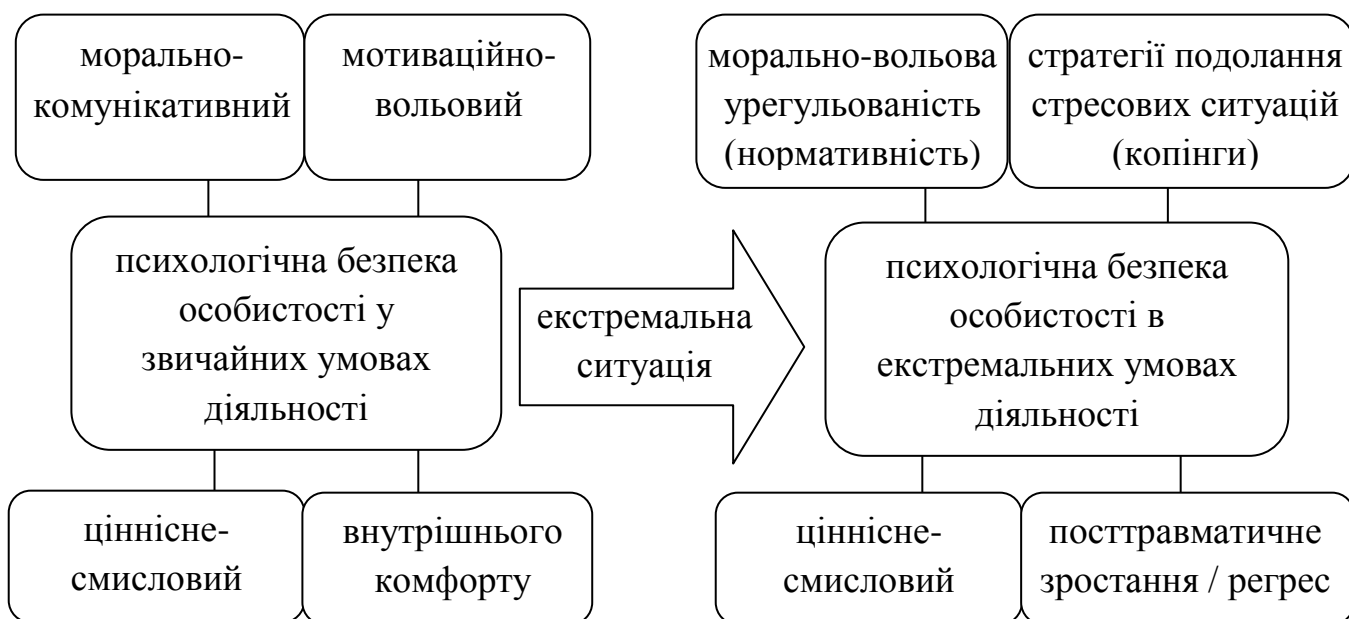 морально-
комунікативний
мотиваційно-
вольовий
морально-вольова
урегульованість
(нормативність)
стратегії подолання
стресових ситуацій
(копінги)
психологічна безпека
особистості у
звичайних умовах
діяльності
екстремальна
ситуація
психологічна безпека
особистості в
екстремальних умовах
діяльності
ціннісне-
смисловий
внутрішнього
комфорту
ціннісне-
смисловий
посттравматичне
зростання / регрес